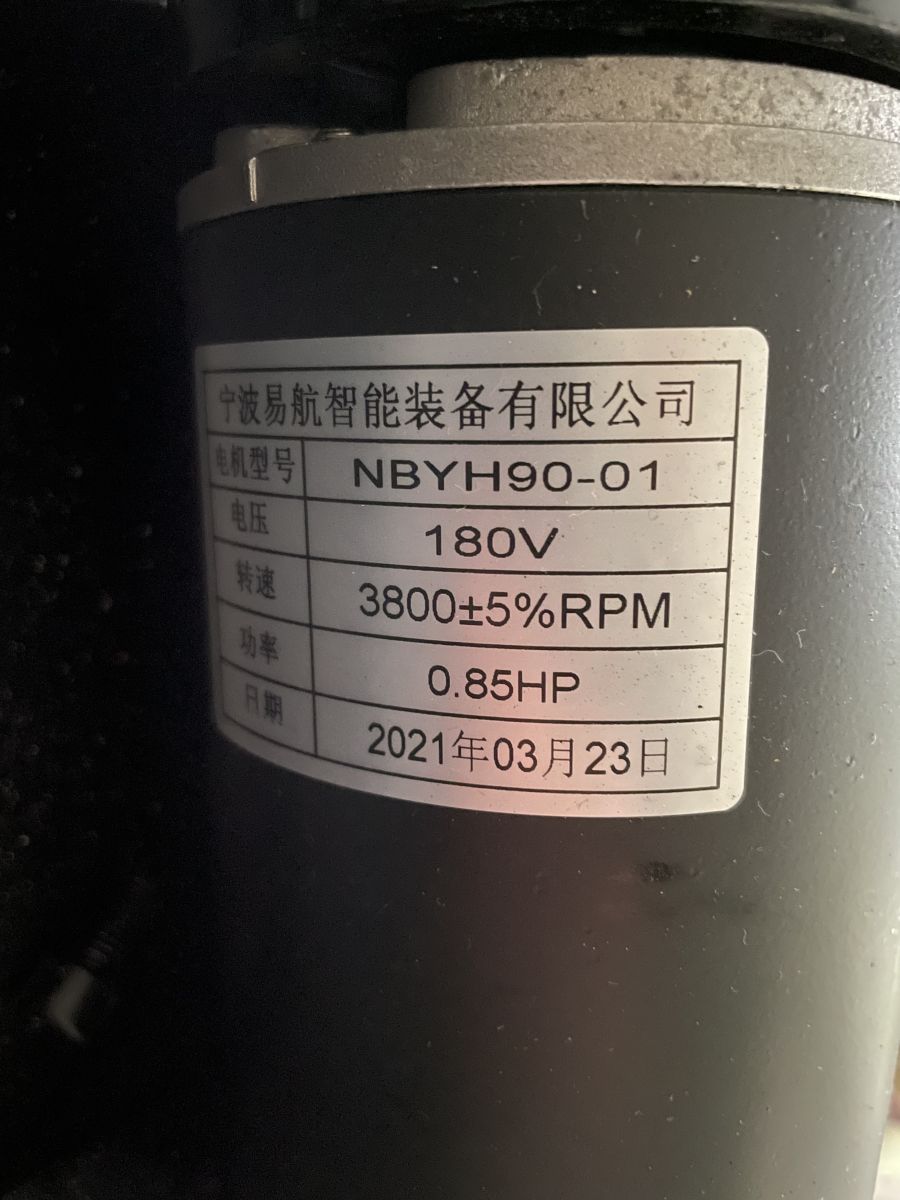 宁波易航智能装备有限公司
电机型号 NBYH90-01
电压 180V
转速 3800±5%RPM
功率 0.85HP
日期 2021年03月23日